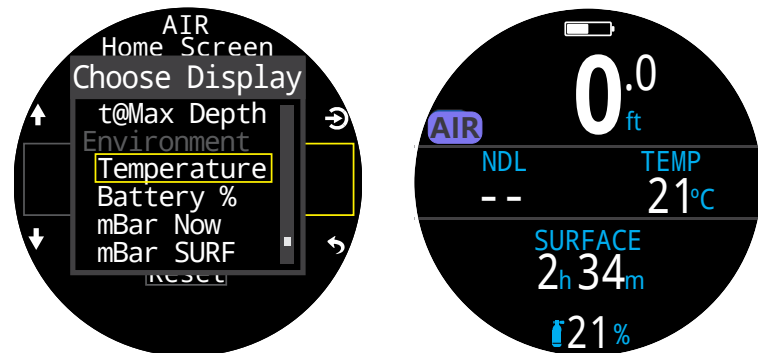 AIR
Home Screen
Choose Display
t@Max Depth
Environment
Temperature
Battery %
mBar Now
mBar SURF
Reset
0.0
ft
AIR
NDL TEMP
-- 21°C
SURFACE
2h 34m
21%